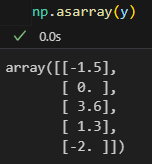 np.asarray(y)
✓ 0.0s
array([[-1.5],
       [ 0. ],
       [ 3.6],
       [ 1.3],
       [-2. ]])